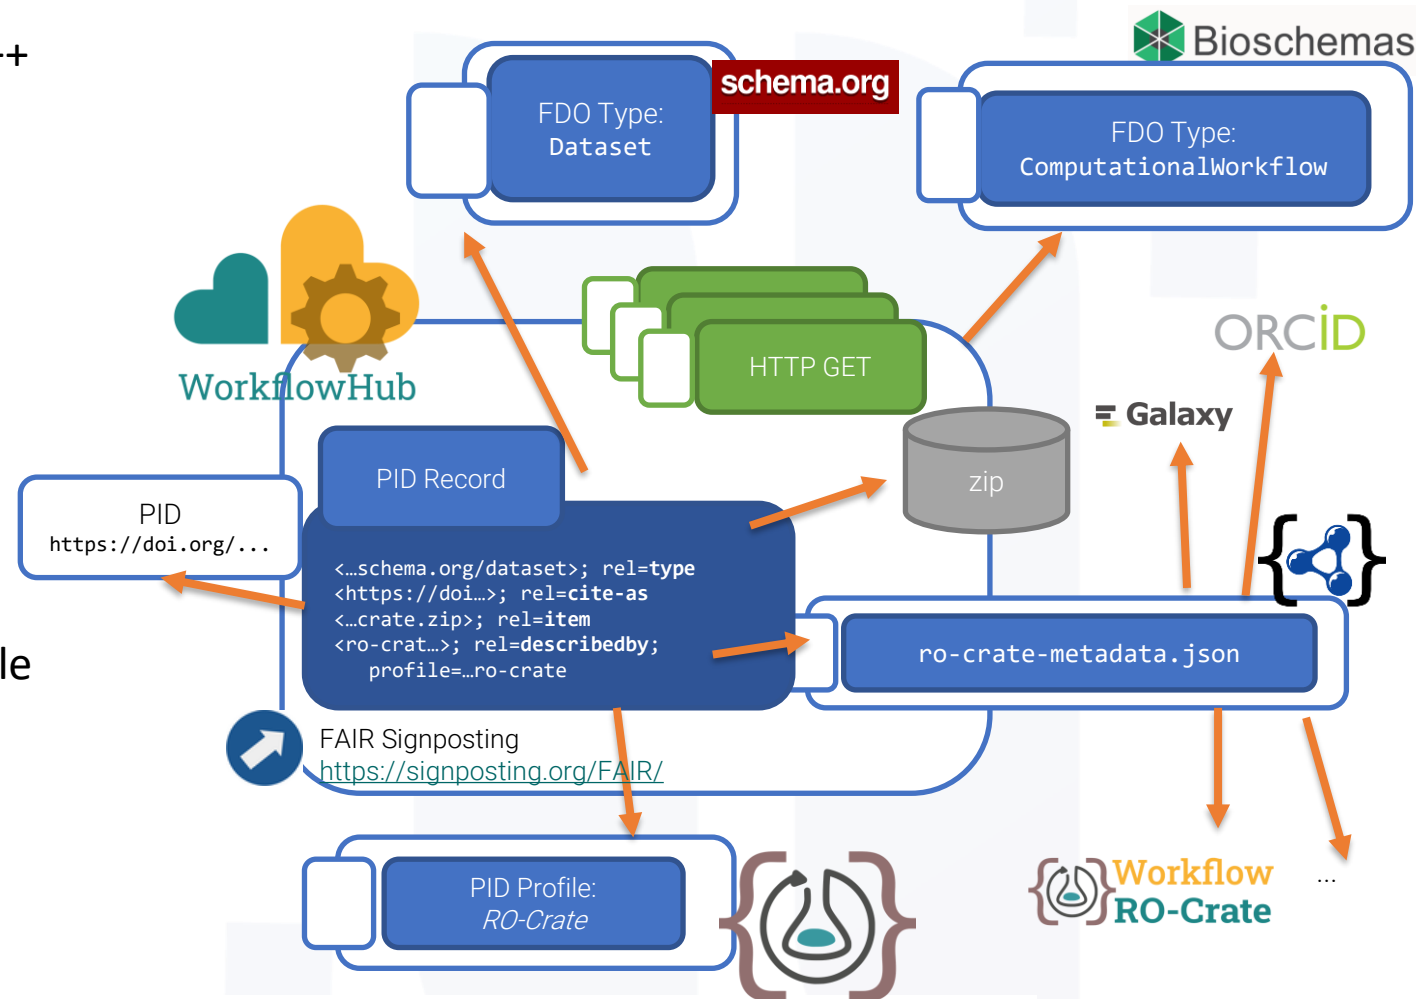 Bioschemas
schema.org
FDO Type:
Dataset
FDO Type:
ComputationalWorkflow
WorkflowHub
HTTP GET
ORCiD
Galaxy
zip
PID Record
PID
https://doi.org/...
<…schema.org/dataset>; rel=type
<https://doi…>; rel=cite-as
<…crate.zip>; rel=item
<ro-crat…>; rel=describedby;
profile=…ro-crate
ro-crate-metadata.json
le
FAIR Signposting
https://signposting.org/FAIR/
PID Profile:
RO-Crate
Workflow
RO-Crate
...